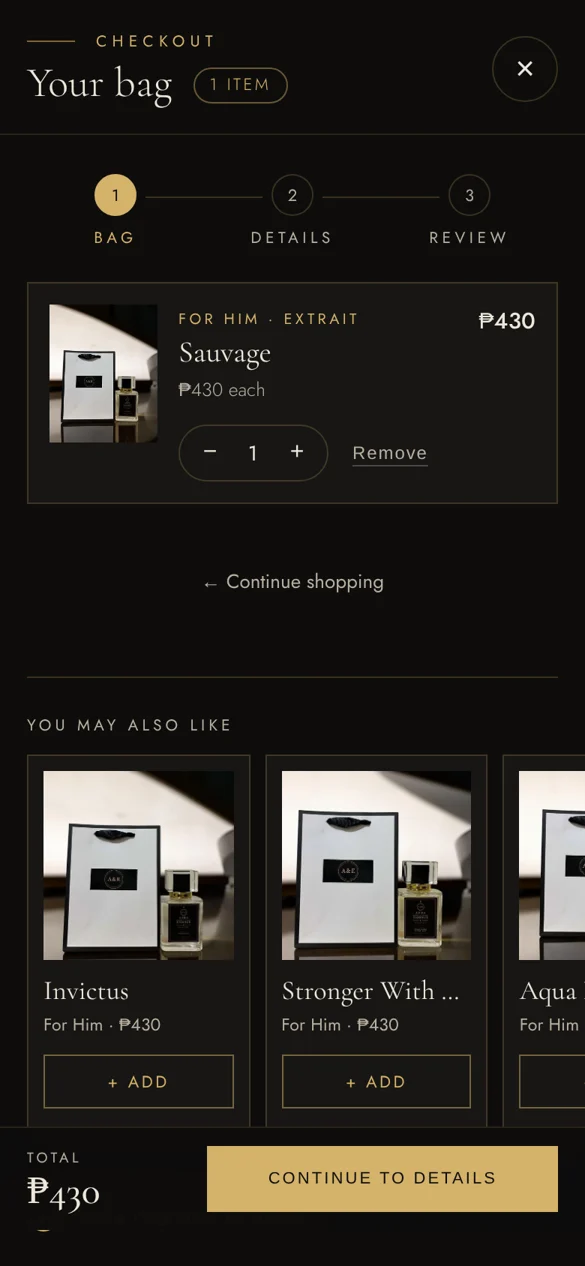 CHECKOUT
Your bag 1 ITEM
×
1 2 3
BAG DETAILS REVIEW
FOR HIM · EXTRAIT ₱430
Sauvage
₱430 each
− 1 + Remove
← Continue shopping
YOU MAY ALSO LIKE
Invictus Stronger With ... Aqua
For Him · ₱430 For Him · ₱430 For Him
+ ADD + ADD
TOTAL
₱430
CONTINUE TO DETAILS